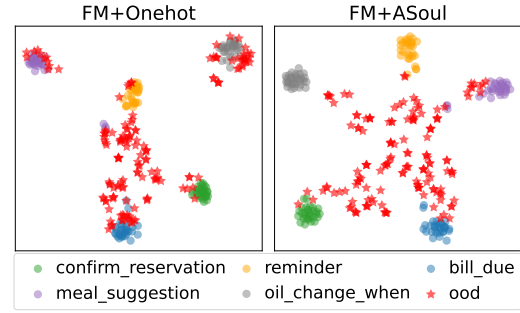 FM+Onehot FM+ASoul
confirm_reservation reminder bill_due
meal_suggestion oil_change_when ood